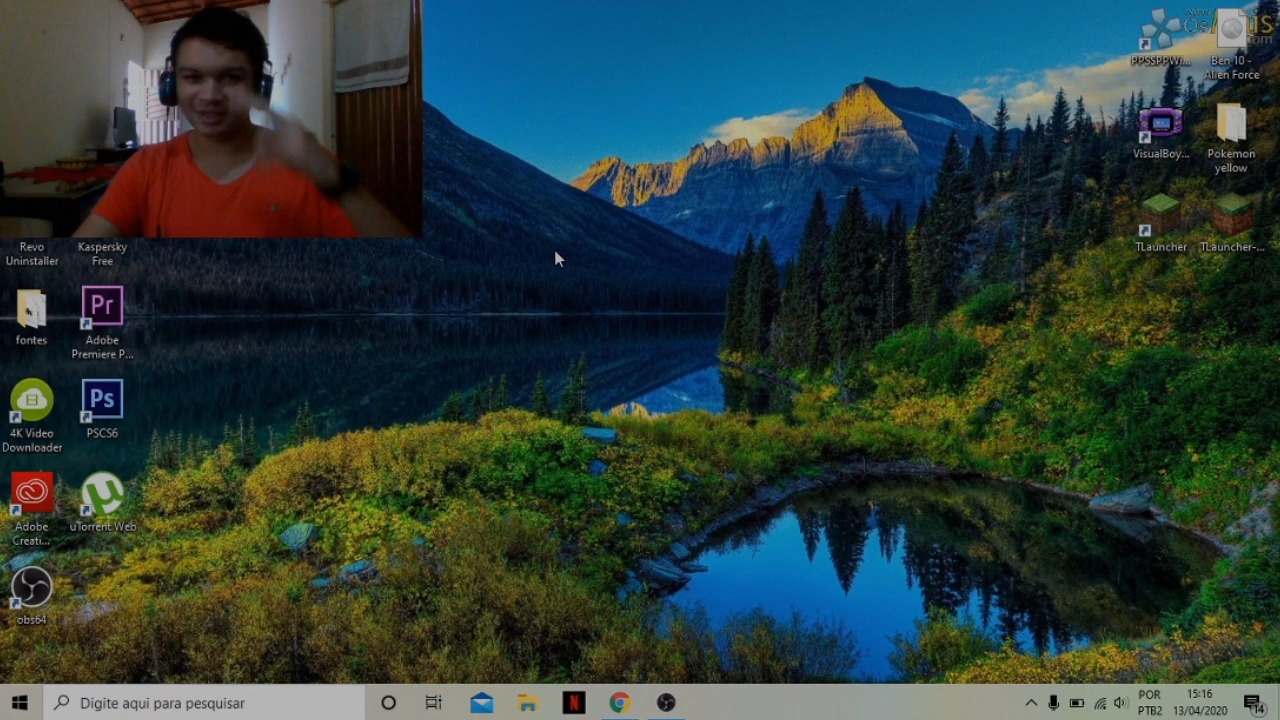 PPSSPPWi...
Ben 10 -
Alien Force
VisualBoy...
Pokemon
yellow
TLauncher
TLauncher-...
Revo
Uninstaller
Kaspersky
Free
fontes
Pr
Adobe
Premiere P...
4K Video
Downloader
Ps
PSCS6
Adobe
Creati...
uTorrent Web
obs64
Digite aqui para pesquisar
N
POR
PTB2
15:16
13/04/2020
14